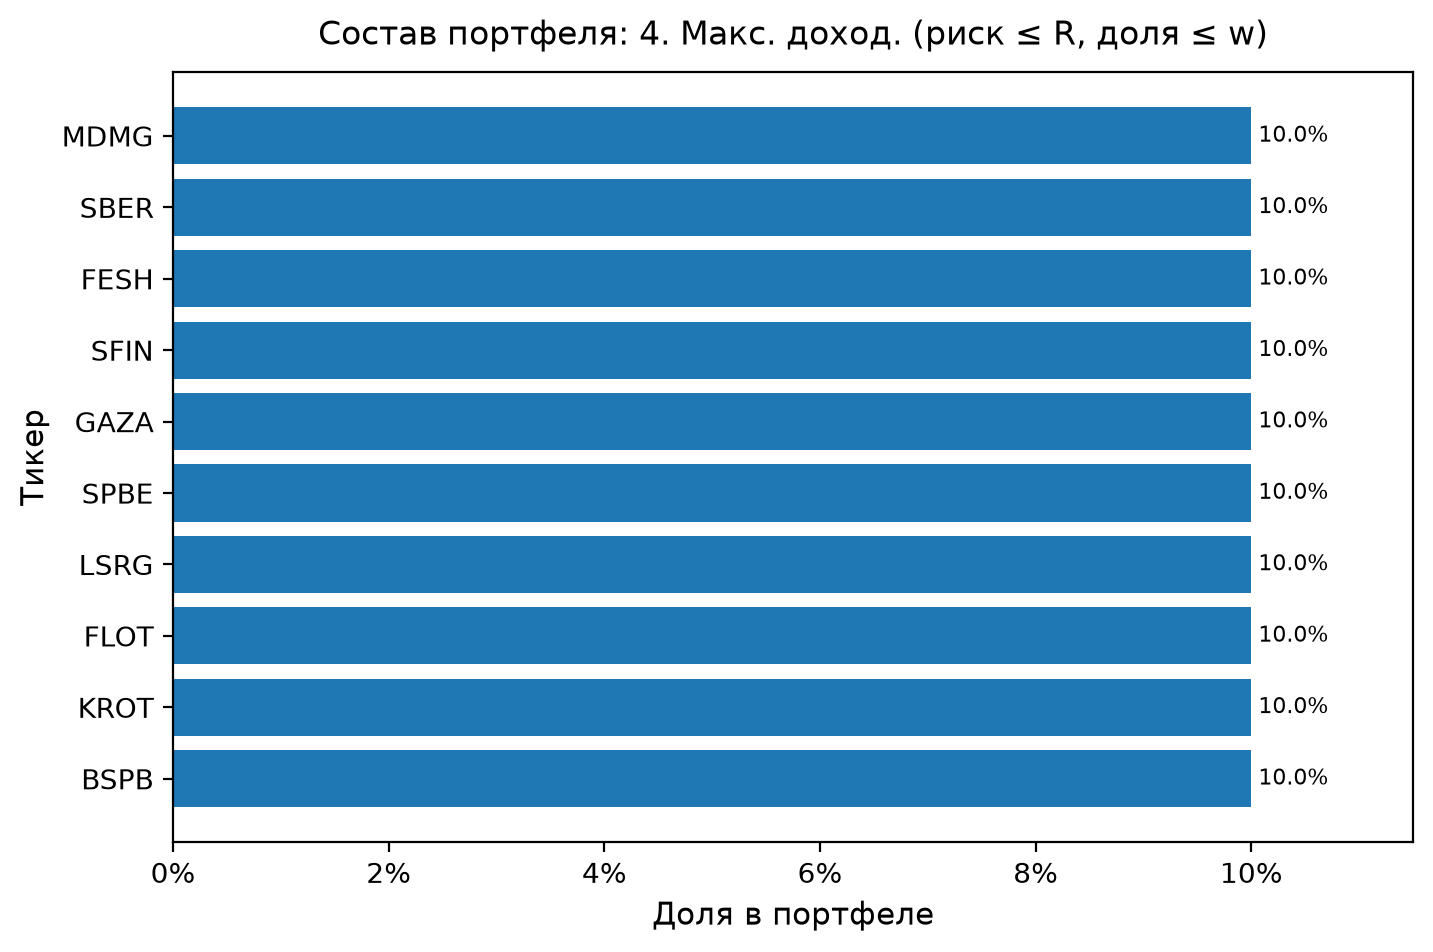 Состав портфеля: 4. Макс. доход. (риск ≤ R, доля ≤ w)
Тикер
MDMG 10.0%
SBER 10.0%
FESH 10.0%
SFIN 10.0%
GAZA 10.0%
SPBE 10.0%
LSRG 10.0%
FLOT 10.0%
KROT 10.0%
BSPB 10.0%
0% 2% 4% 6% 8% 10%
Доля в портфеле